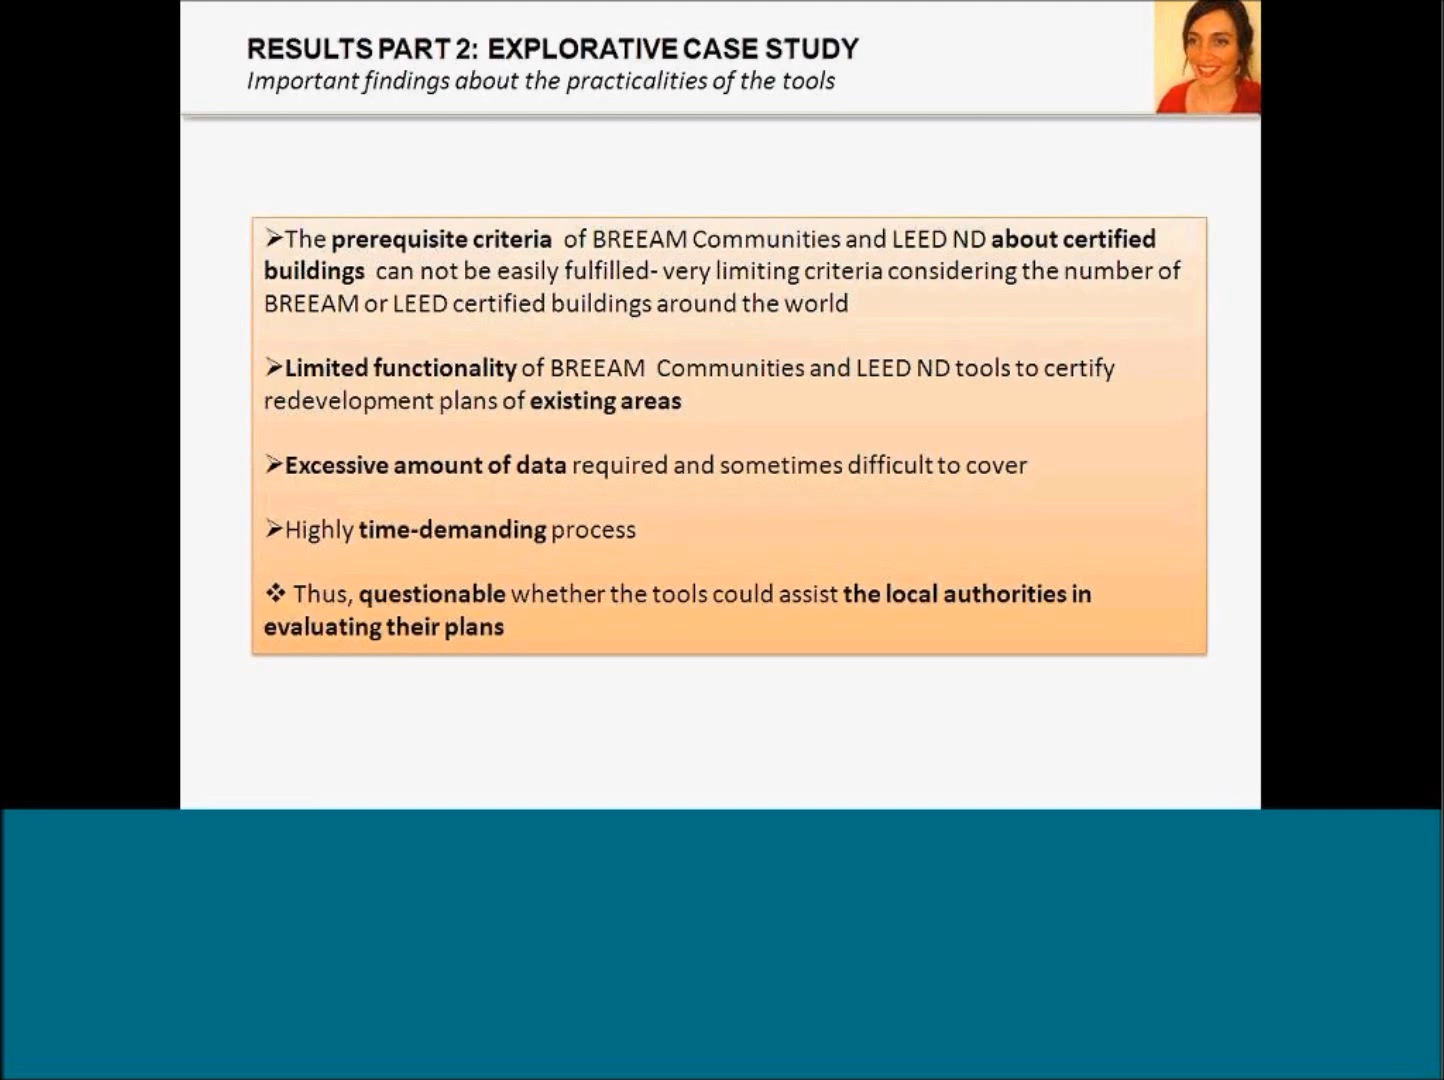 RESULTS PART 2: EXPLORATIVE CASE STUDY
Important findings about the practicalities of the tools
➢The prerequisite criteria of BREEAM Communities and LEED ND about certified
buildings can not be easily fulfilled- very limiting criteria considering the number of
BREEAM or LEED certified buildings around the world
➢Limited functionality of BREEAM Communities and LEED ND tools to certify
redevelopment plans of existing areas
➢Excessive amount of data required and sometimes difficult to cover
➢Highly time-demanding process
❖ Thus, questionable whether the tools could assist the local authorities in
evaluating their plans